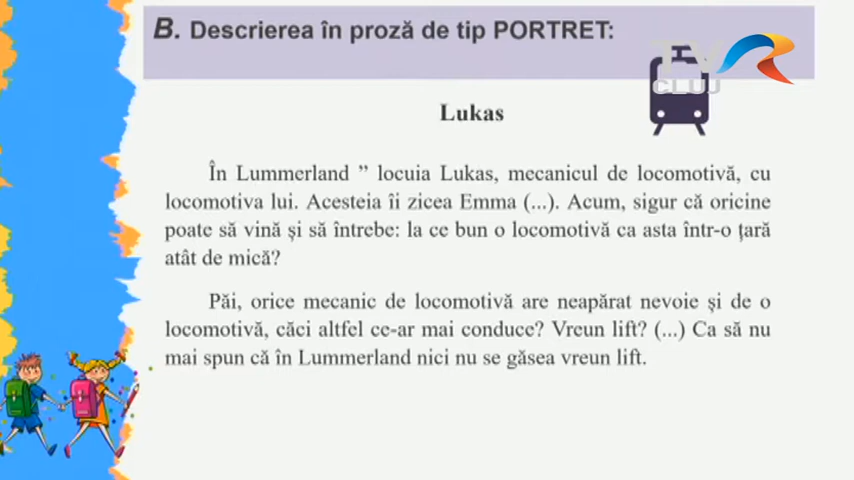 B. Descrierea în proză de tip PORTRET:
TVR
CLUJ
Lukas
În Lummerland ” locuia Lukas, mecanicul de locomotivă, cu
locomotiva lui. Acesteia îi zicea Emma (...). Acum, sigur că oricine
poate să vină și să întrebe: la ce bun o locomotivă ca asta într-o țară
atât de mică?
Păi, orice mecanic de locomotivă are neapărat nevoie și de o
locomotivă, căci altfel ce-ar mai conduce? Vreun lift? (...) Ca să nu
mai spun că în Lummerland nici nu se găsea vreun lift.